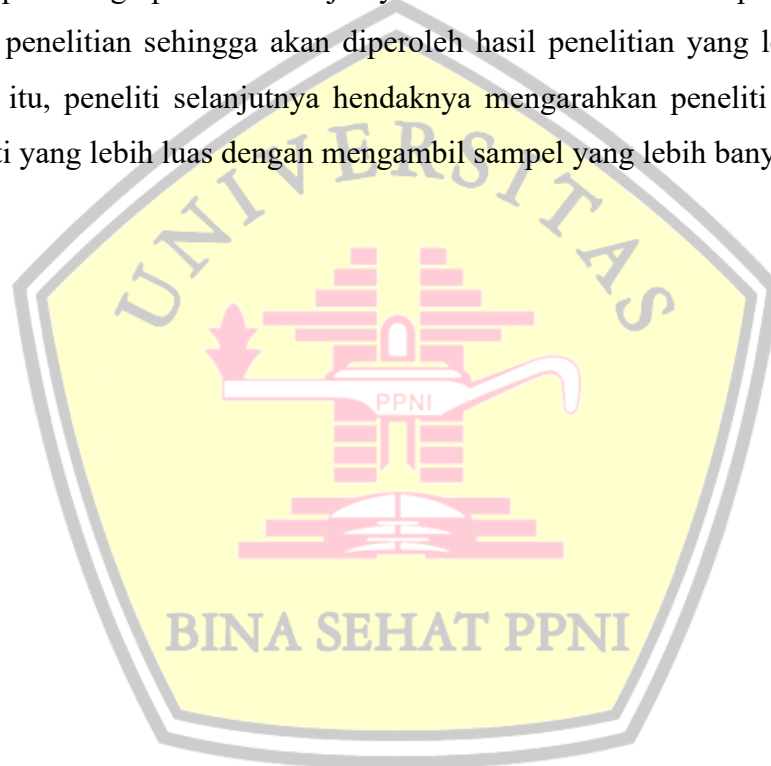 penelitian sehingga akan diperoleh hasil penelitian yang
itu, peneliti selanjutnya hendaknya mengarahkan peneliti
yang lebih luas dengan mengambil sampel yang lebih
UNIVERSITAS
PPNI
BINA SEHAT PPNI